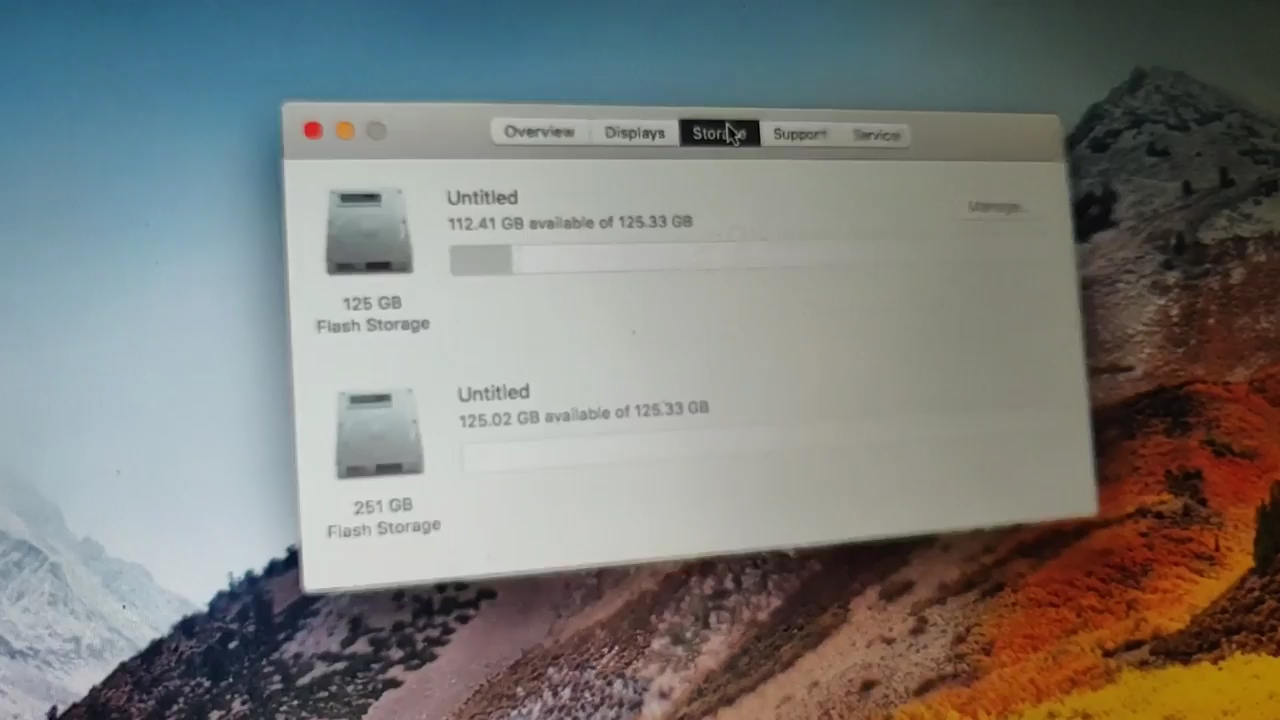 Overview Displays Storage Support Service
Untitled
112.41 GB available of 125.33 GB
Manage...
125 GB
Flash Storage
Untitled
125.02 GB available of 125.33 GB
251 GB
Flash Storage